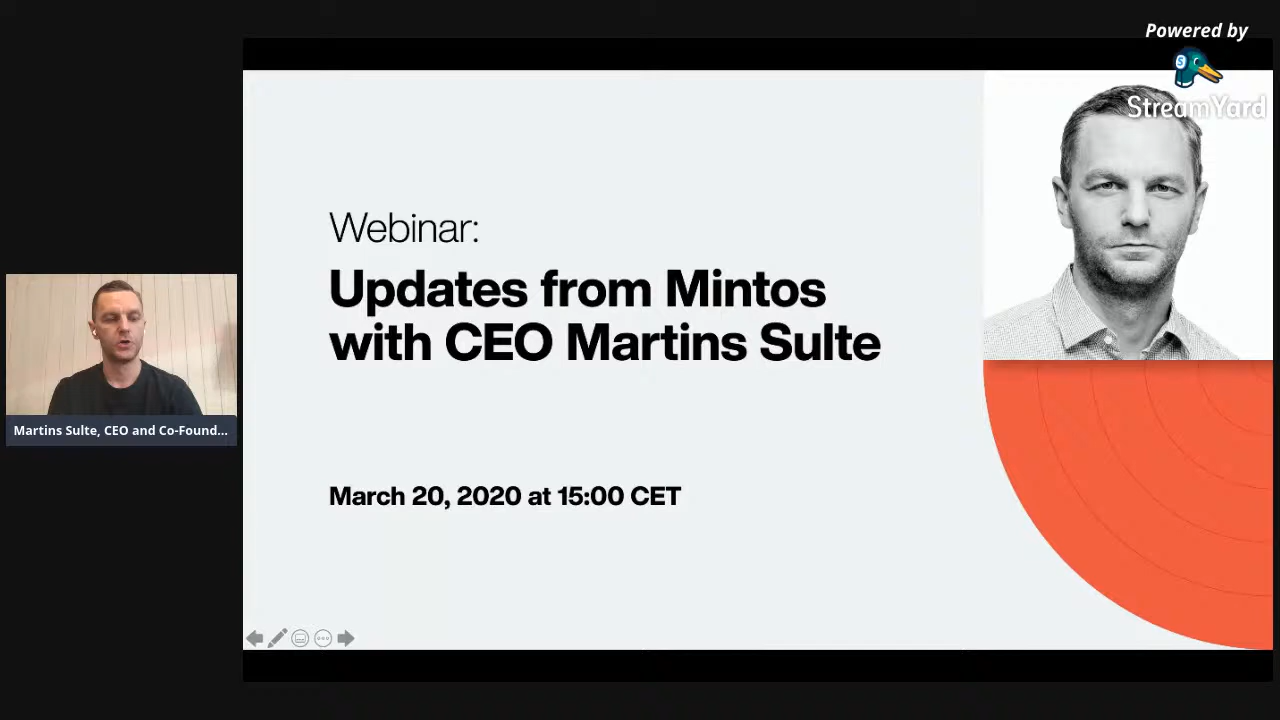 Powered by
StreamYard
Webinar:
Updates from Mintos
with CEO Martins Sulte
March 20, 2020 at 15:00 CET
Martins Sulte, CEO and Co-Found...